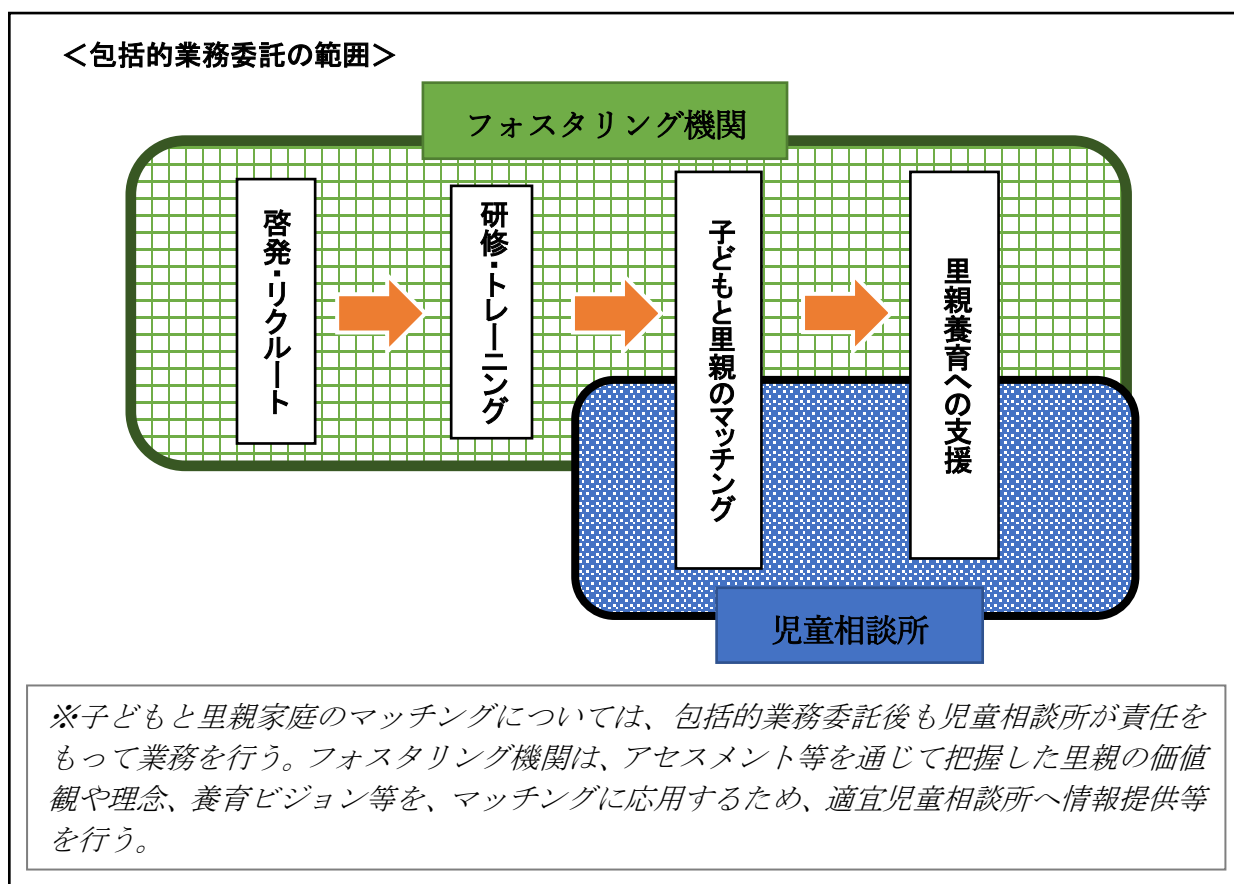 ＜包括的業務委託の範囲＞
フォスタリング機関
啓発・リクルート
研修・トレーニング
子どもと里親のマッチング
里親養育への支援
児童相談所
※子どもと里親家庭のマッチングについては、包括的業務委託後も児童相談所が責任を
もって業務を行う。フォスタリング機関は、アセスメント等を通じて把握した里親の価値
観や理念、養育ビジョン等を、マッチングに応用するため、適宜児童相談所へ情報提供等
を行う。